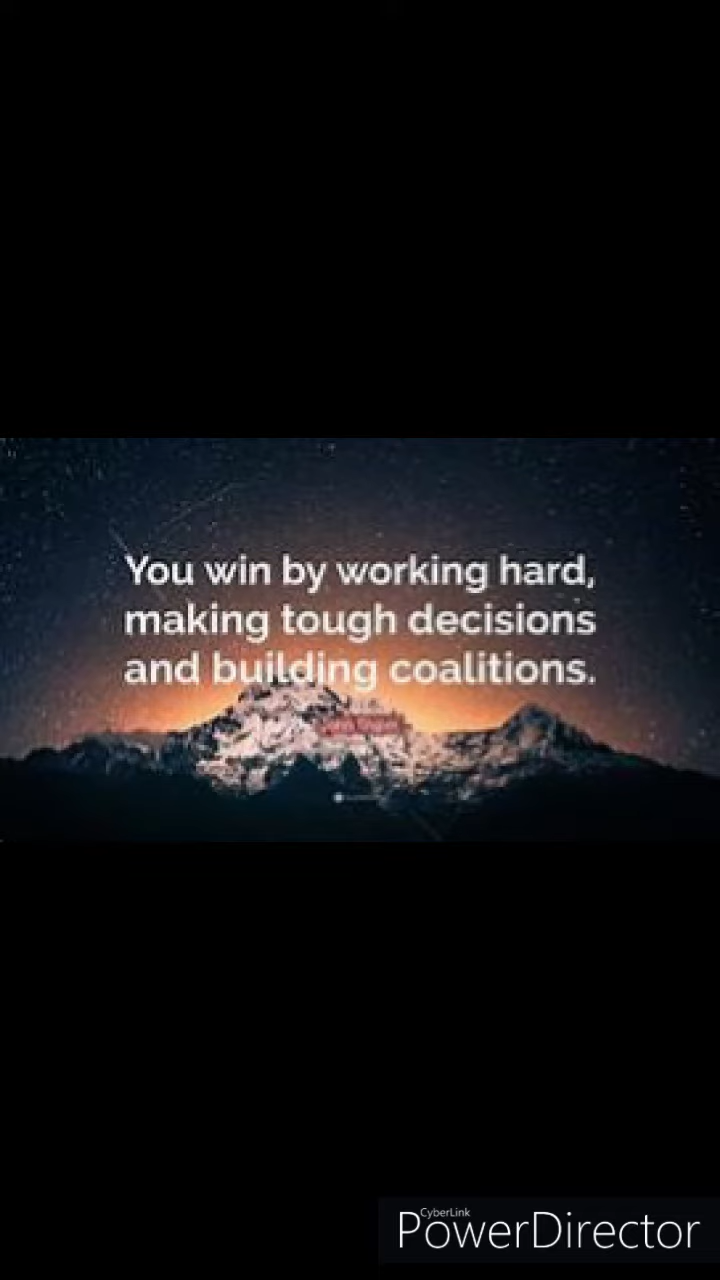 You win by working hard,
making tough decisions
and building coalitions.
CyberLink
PowerDirector